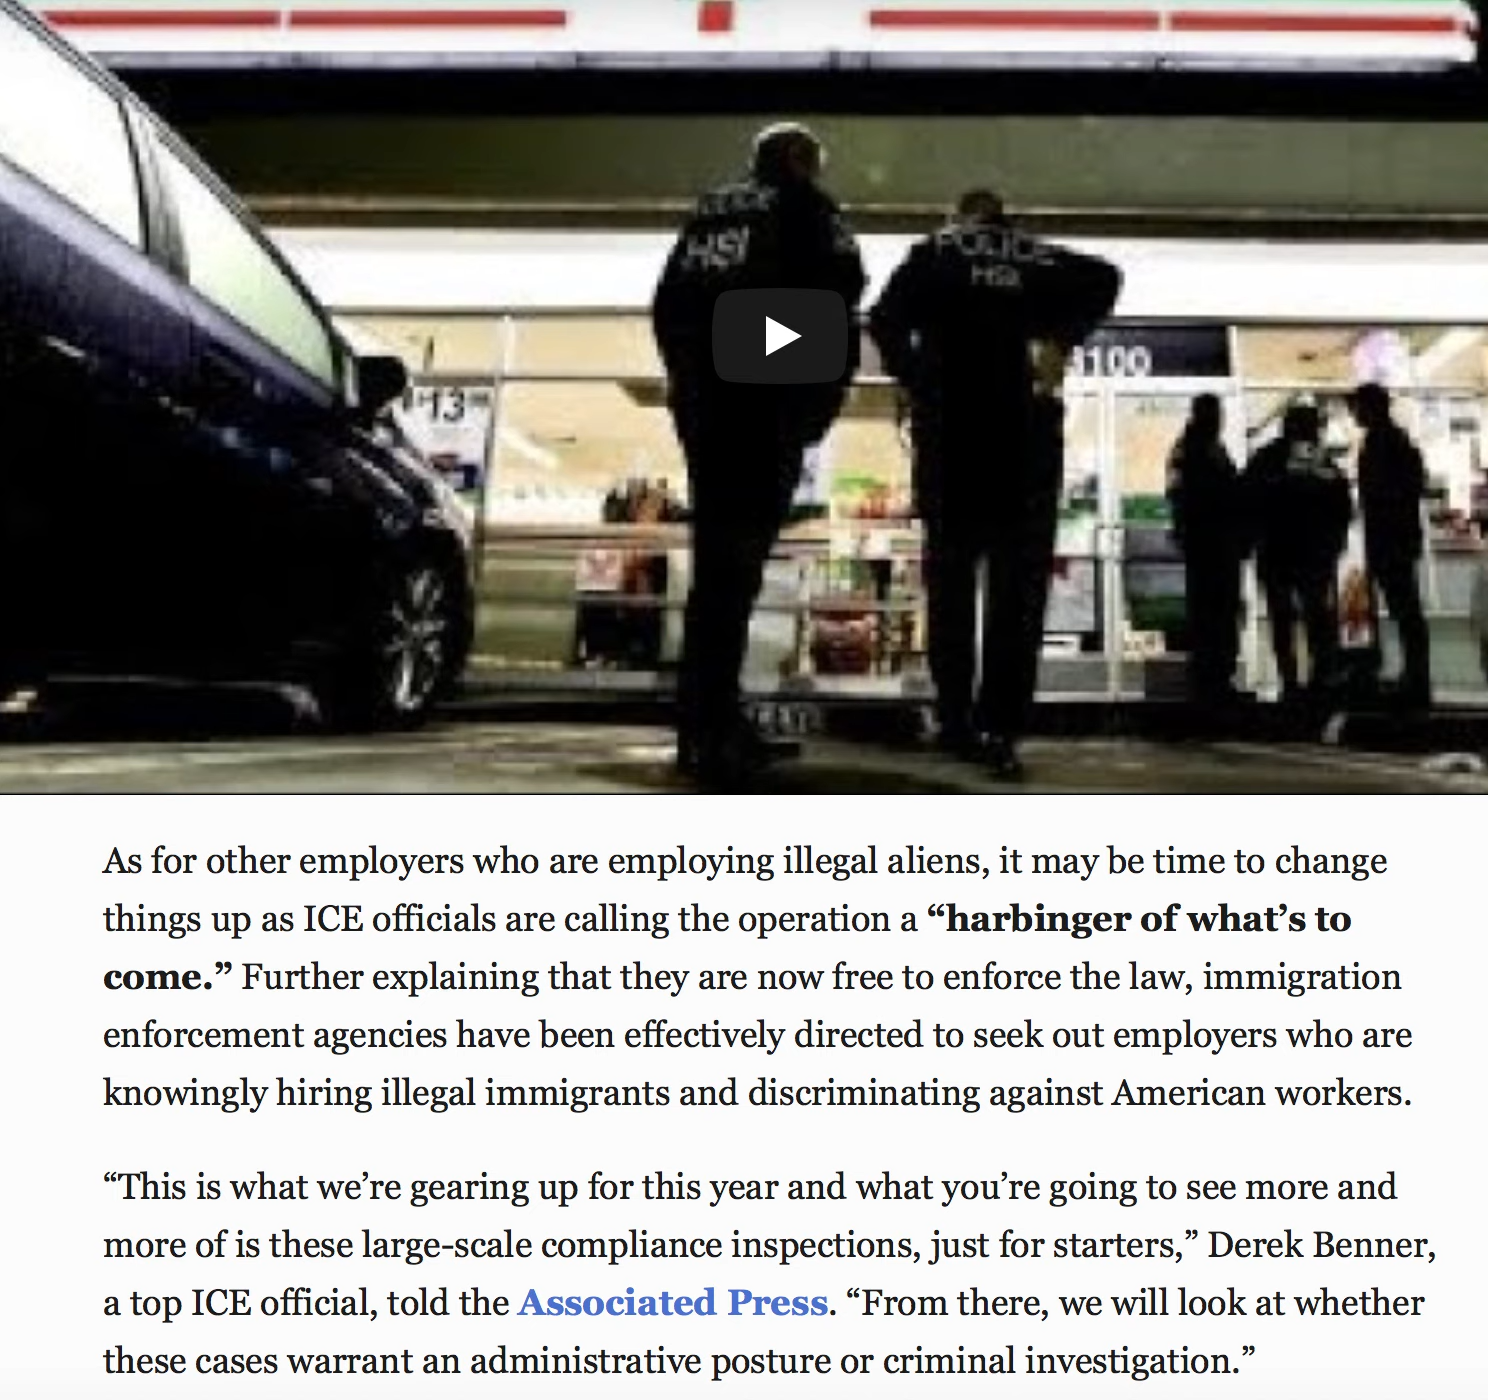 HSI
POLICE
HSI
3100
13
As for other employers who are employing illegal aliens, it may be time to change
things up as ICE officials are calling the operation a “harbinger of what’s to
come.” Further explaining that they are now free to enforce the law, immigration
enforcement agencies have been effectively directed to seek out employers who are
knowingly hiring illegal immigrants and discriminating against American workers.
“This is what we’re gearing up for this year and what you’re going to see more and
more of is these large-scale compliance inspections, just for starters,” Derek Benner,
a top ICE official, told the Associated Press. “From there, we will look at whether
these cases warrant an administrative posture or criminal investigation.”